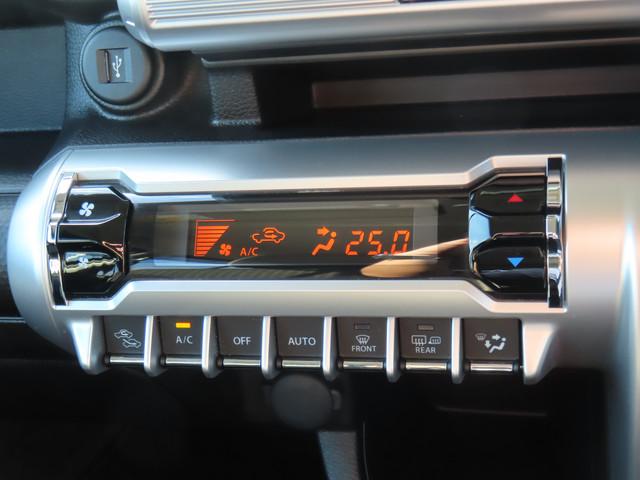 A/C 25.0
A/C OFF AUTO FRONT REAR